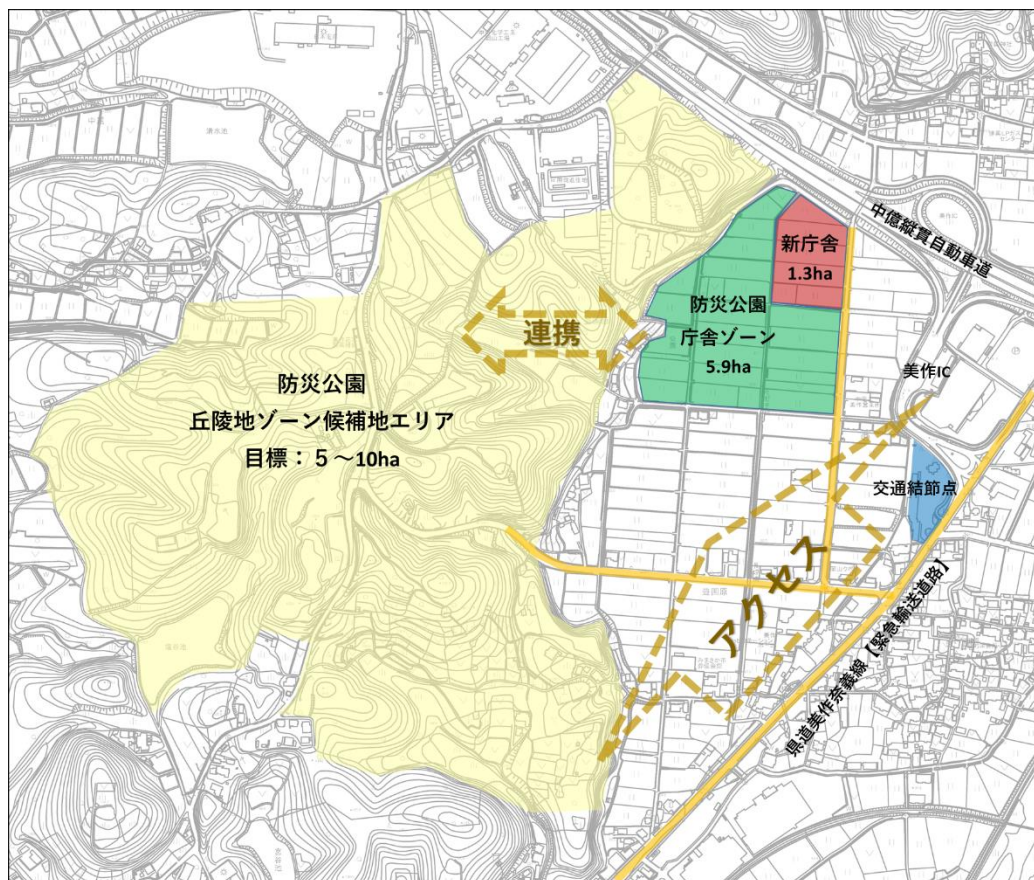 中億縦貫自動車道
新庁舎
1.3ha
防災公園
庁舎ゾーン
5.9ha
連携
防災公園
丘陵地ゾーン候補地エリア
目標：５～10ha
美作IC
交通結節点
アクセス
県道美作奈義線【緊急輸送道路】